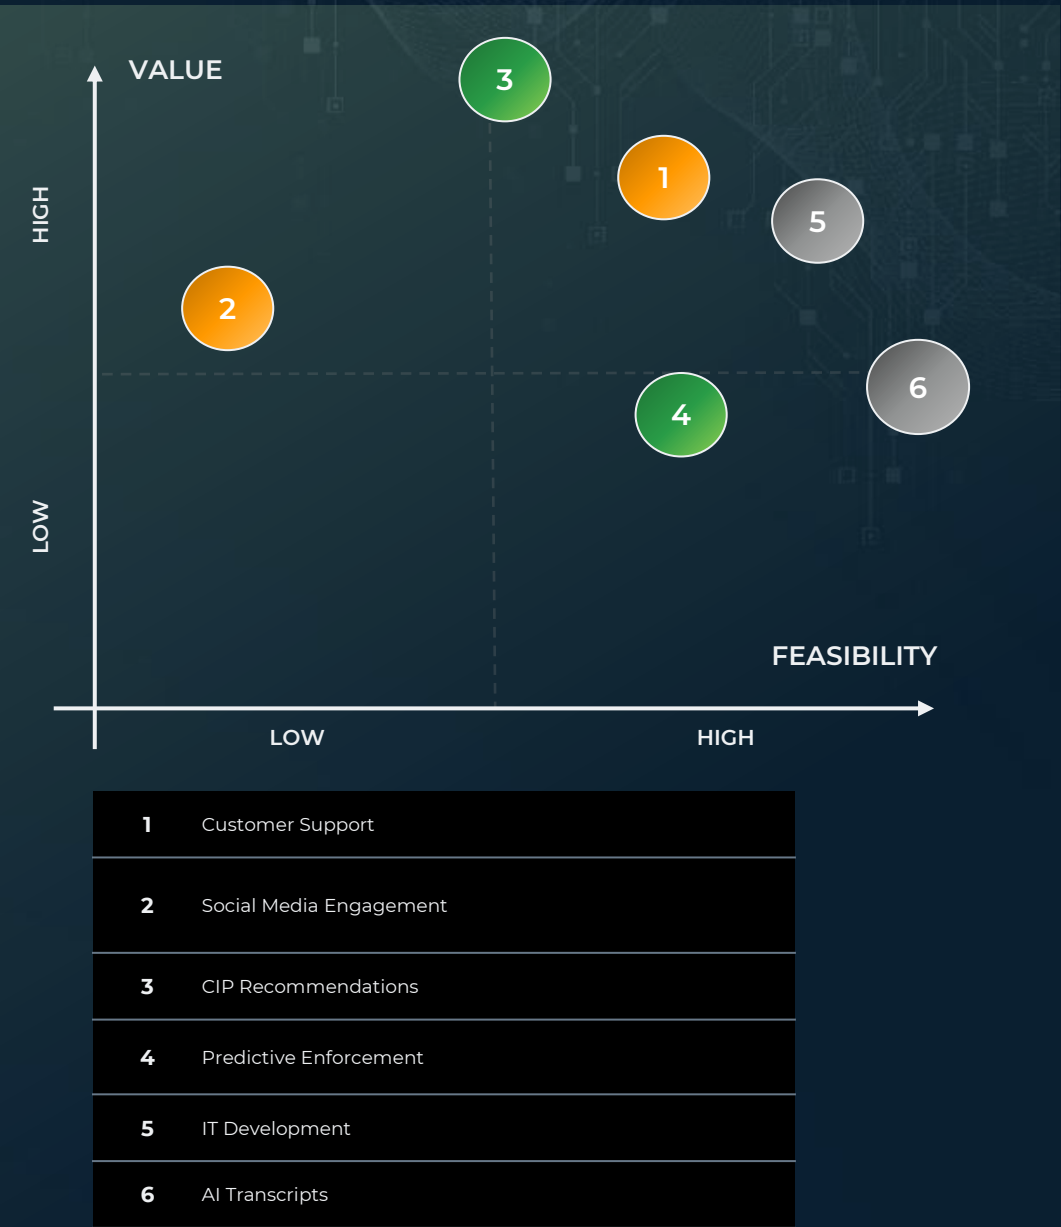 VALUE
3
1
5
HIGH
2
6
4
LOW
FEASIBILITY
LOW HIGH
1 Customer Support
2 Social Media Engagement
3 CIP Recommendations
4 Predictive Enforcement
5 IT Development
6 AI Transcripts